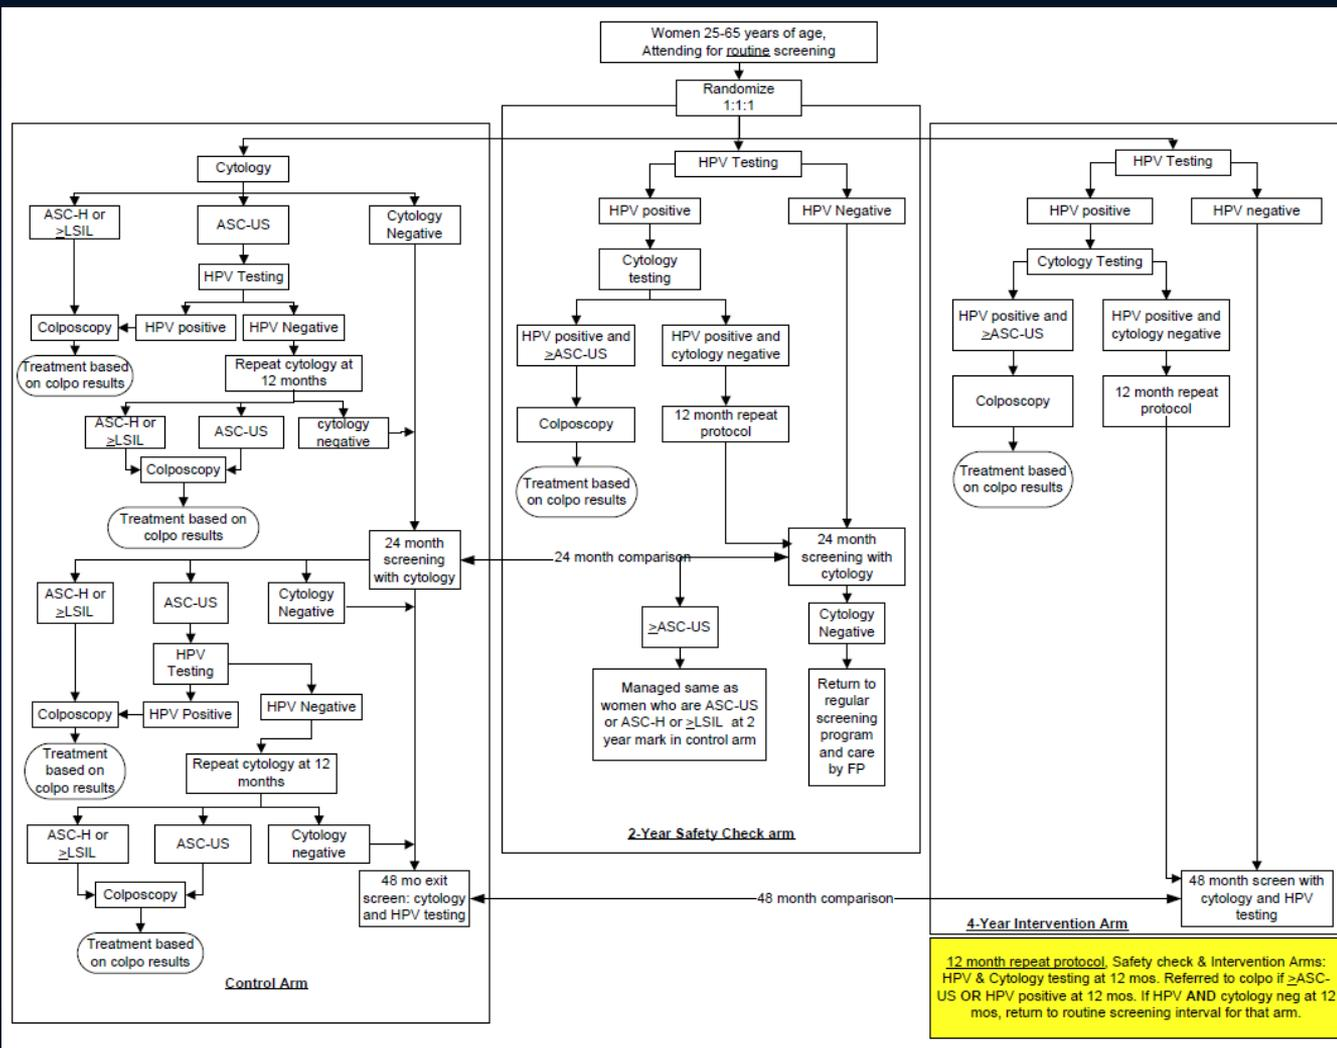 Women 25-65 years of age,
Attending for routine screening
Randomize
1:1:1
Cytology
ASC-H or
≥LSIL
ASC-US
Cytology
Negative
HPV Testing
Colposcopy
HPV positive
HPV Negative
Treatment based
on colpo results
Repeat cytology at
12 months
ASC-H or
≥LSIL
ASC-US
cytology
negative
Colposcopy
Treatment based on
colpo results
24 month
screening
with cytology
ASC-H or
≥LSIL
ASC-US
Cytology
Negative
HPV
Testing
Colposcopy
HPV Positive
HPV Negative
Treatment
based on
colpo results
Repeat cytology at 12
months
ASC-H or
≥LSIL
ASC-US
Cytology
negative
Colposcopy
48 mo exit
screen: cytology
and HPV testing
Treatment based
on colpo results
Control Arm
HPV Testing
HPV positive
HPV Negative
Cytology
testing
HPV positive and
≥ASC-US
HPV positive and
cytology negative
Colposcopy
12 month repeat
protocol
Treatment based
on colpo results
24 month comparison
24 month
screening with
cytology
≥ASC-US
Cytology
Negative
Managed same as
women who are ASC-US
or ASC-H or ≥LSIL at 2
year mark in control arm
Return to
regular
screening
program
and care
by FP
2-Year Safety Check arm
48 month comparison
HPV Testing
HPV positive
HPV negative
Cytology Testing
HPV positive and
≥ASC-US
HPV positive and
cytology negative
Colposcopy
12 month repeat
protocol
Treatment based
on colpo results
48 month screen with
cytology and HPV
testing
4-Year Intervention Arm
12 month repeat protocol, Safety check & Intervention Arms:
HPV & Cytology testing at 12 mos. Referred to colpo if ≥ASC-
US OR HPV positive at 12 mos. If HPV AND cytology neg at 12
mos, return to routine screening interval for that arm.